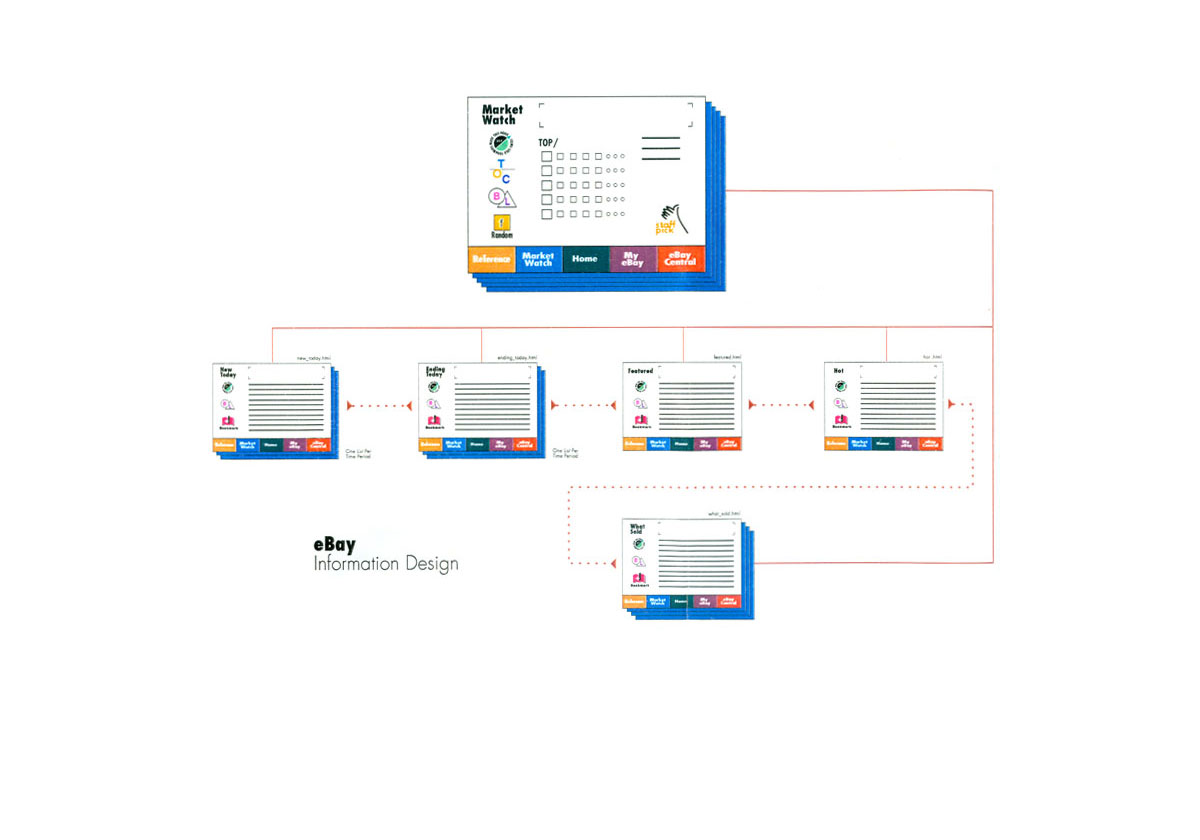 Market
Watch
TOP/
T
O
C
B
L
Random
staff
pick
Reference
Market
Watch
Home
My
eBay
eBay
Central
new_today.html
ending_today.html
featured.html
hot.html
New
Today
B
L
Bookmark
Reference
Market
Watch
Home
My
eBay
eBay
Central
One List Per
Time Period
Ending
Today
B
L
Bookmark
Reference
Market
Watch
Home
My
eBay
eBay
Central
One List Per
Time Period
Featured
B
L
Bookmark
Reference
Market
Watch
Home
My
eBay
eBay
Central
Hot
B
L
Bookmark
Reference
Market
Watch
Home
My
eBay
eBay
Central
what_sold.html
What
Sold
B
L
Bookmark
Reference
Market
Watch
Home
My
eBay
eBay
Central
eBay
Information Design